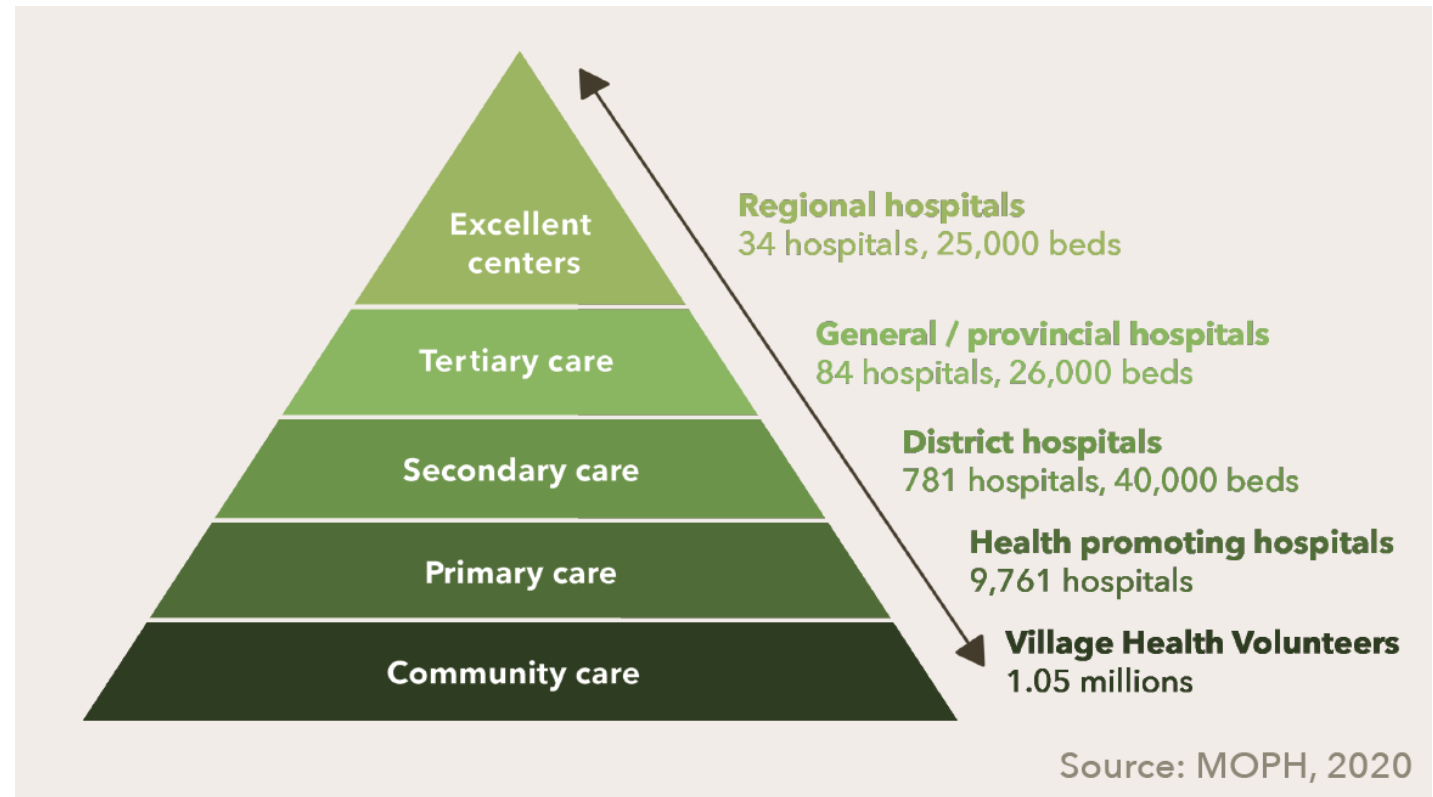 Excellent
centers
Regional hospitals
34 hospitals, 25,000 beds
Tertiary care
General / provincial hospitals
84 hospitals, 26,000 beds
Secondary care
District hospitals
781 hospitals, 40,000 beds
Primary care
Health promoting hospitals
9,761 hospitals
Community care
Village Health Volunteers
1.05 millions
Source: MOPH, 2020